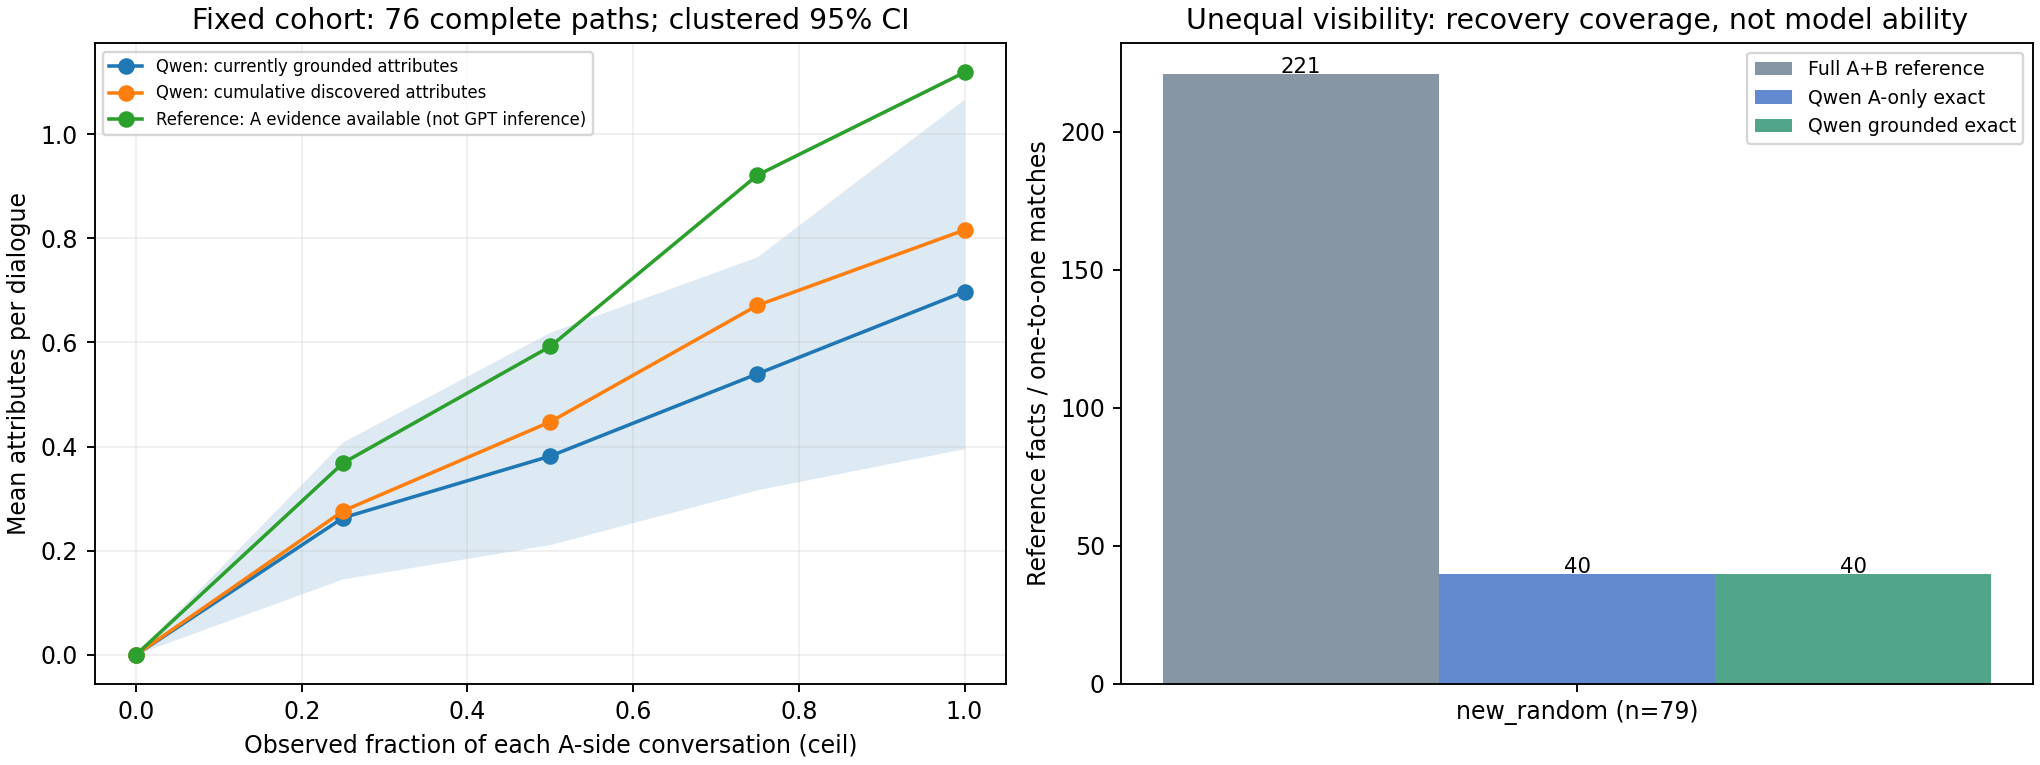 Fixed cohort: 76 complete paths; clustered 95% CI
Qwen: currently grounded attributes
Qwen: cumulative discovered attributes
Reference: A evidence available (not GPT inference)
Mean attributes per dialogue
1.0
0.8
0.6
0.4
0.2
0.0
0.0 0.2 0.4 0.6 0.8 1.0
Observed fraction of each A-side conversation (ceil)
Unequal visibility: recovery coverage, not model ability
Full A+B reference
Qwen A-only exact
Qwen grounded exact
Reference facts / one-to-one matches
200
150
100
50
0
221
40 40
new_random (n=79)